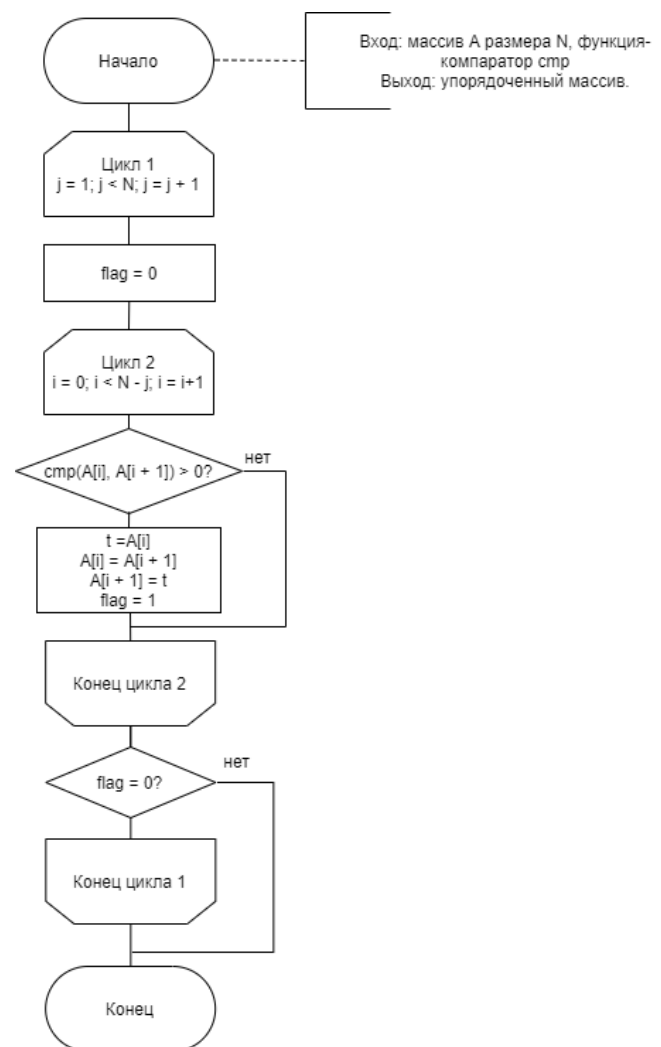 Начало
Вход: массив A размера N, функция-
компаратор cmp
Выход: упорядоченный массив.
Цикл 1
j = 1; j < N; j = j + 1
flag = 0
Цикл 2
i = 0; i < N - j; i = i+1
cmp(A[i], A[i + 1]) > 0?
нет
t =A[i]
A[i] = A[i + 1]
A[i + 1] = t
flag = 1
Конец цикла 2
flag = 0?
нет
Конец цикла 1
Конец